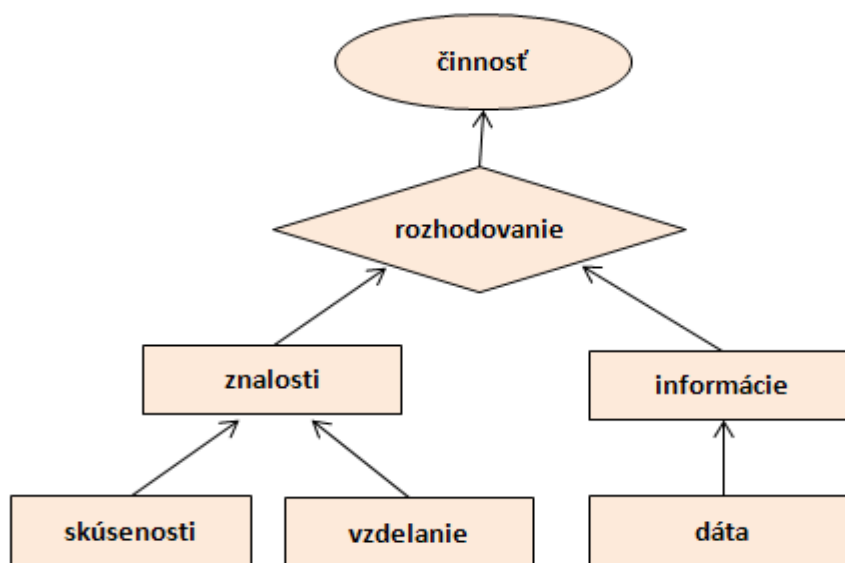 činnosť
rozhodovanie
znalosti
informácie
skúsenosti
vzdelanie
dáta